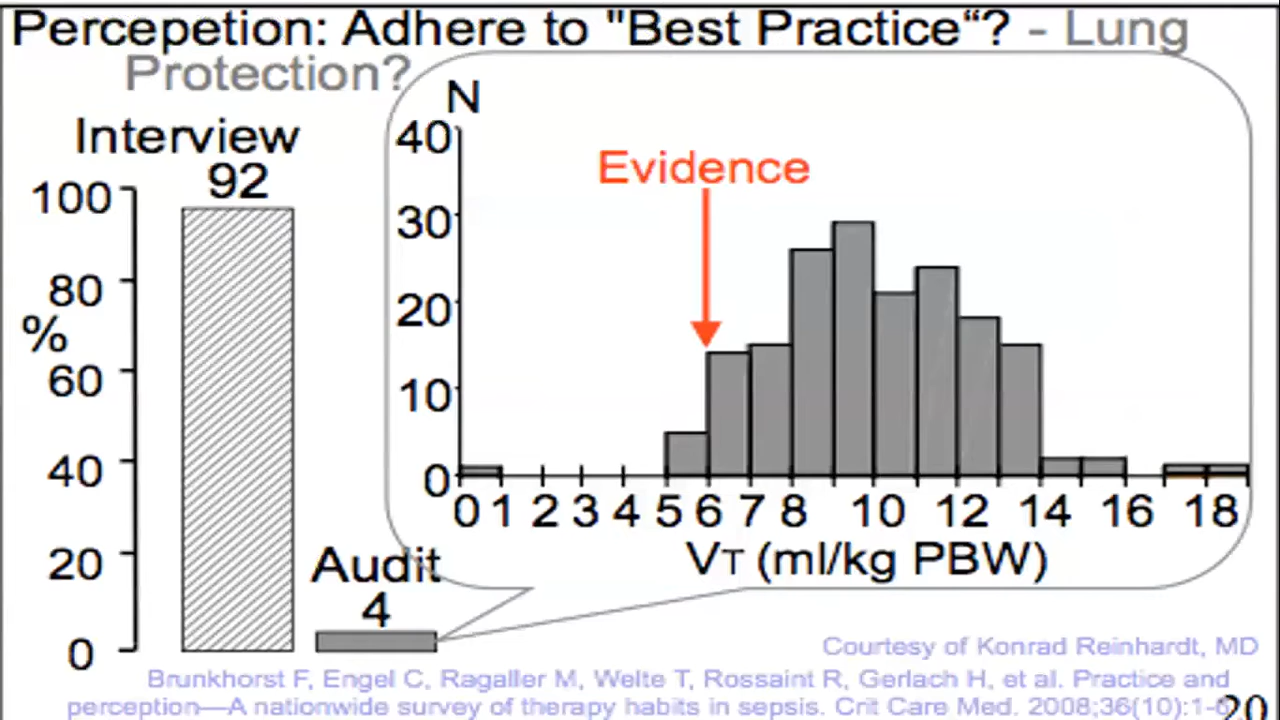 Percepetion: Adhere to "Best Practice“? - Lung
Protection?
Interview
92
100
80
%
60
40
20
0
Audit
4
N
40
30
20
10
0
Evidence
0 1 2 3 4 5 6 7 8 10 12 14 16 18
VT (ml/kg PBW)
Courtesy of Konrad Reinhardt, MD
Brunkhorst F, Engel C, Ragaller M, Welte T, Rossaint R, Gerlach H, et al. Practice and
perception—A nationwide survey of therapy habits in sepsis. Crit Care Med. 2008;36(10):1-
20